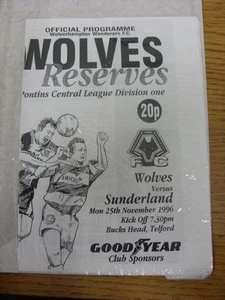 OFFICIAL PROGRAMME
Wolverhampton Wanderers F.C.
WOLVES
Reserves
Pontins Central League Division one
20p
FC
Wolves
Versus
Sunderland
Mon 25th November 1996
Kick Off 7.30pm
Bucks Head, Telford
GOODYEAR
Club Sponsors